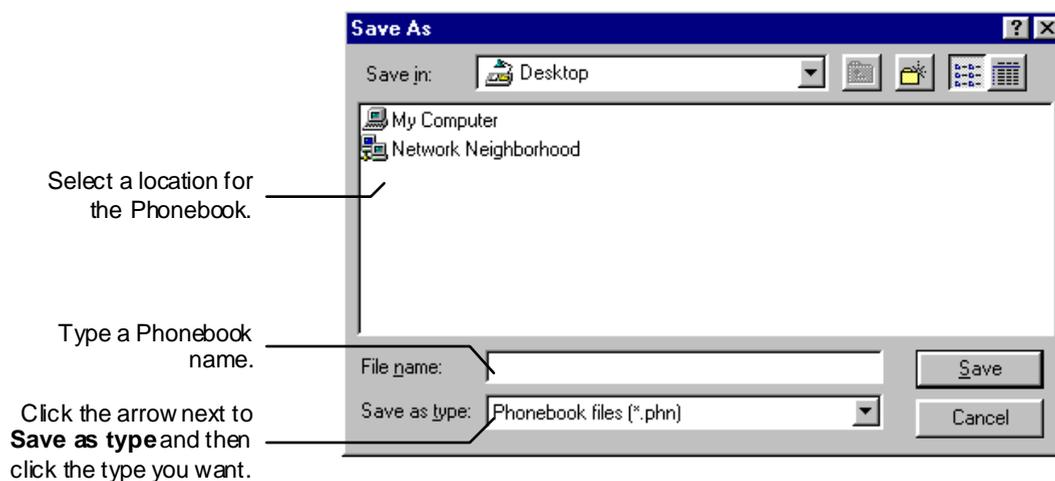 Save As
Save in:
Desktop
My Computer
Network Neighborhood
Select a location for
the Phonebook.
Type a Phonebook
name.
File name:
Save
Click the arrow next to
Save as type and then
click the type you want.
Save as type:
Phonebook files (*.phn)
Cancel